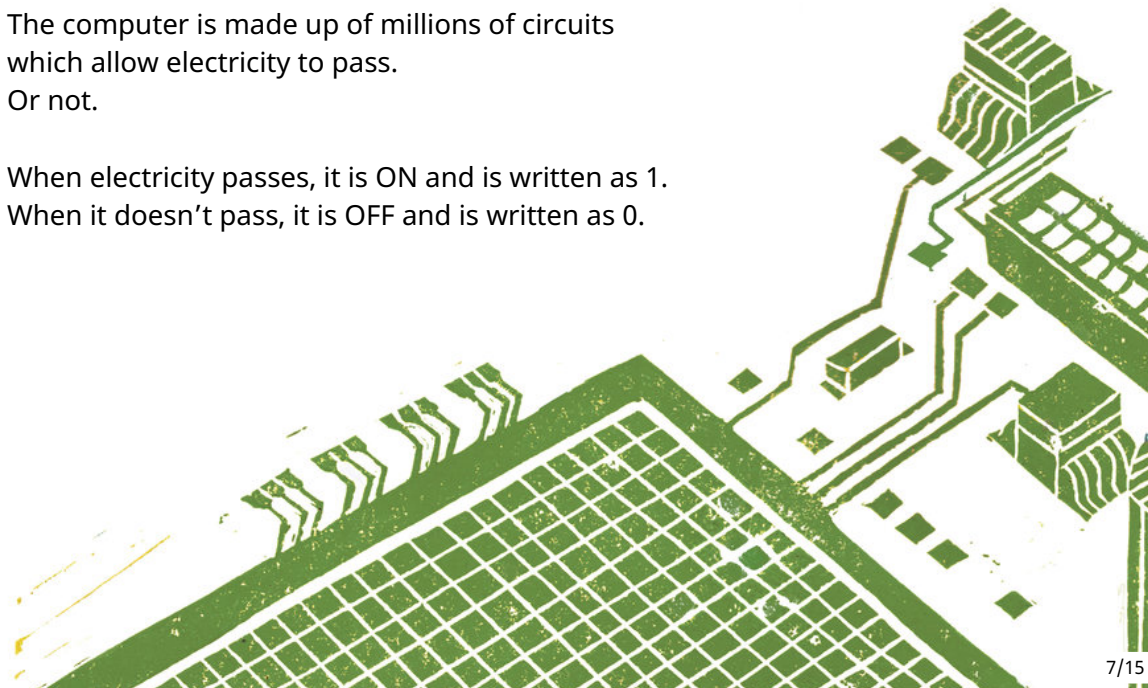 The computer is made up of millions of circuits
which allow electricity to pass.
Or not.
When electricity passes, it is ON and is written as 1.
When it doesn’t pass, it is OFF and is written as 0.
7/15